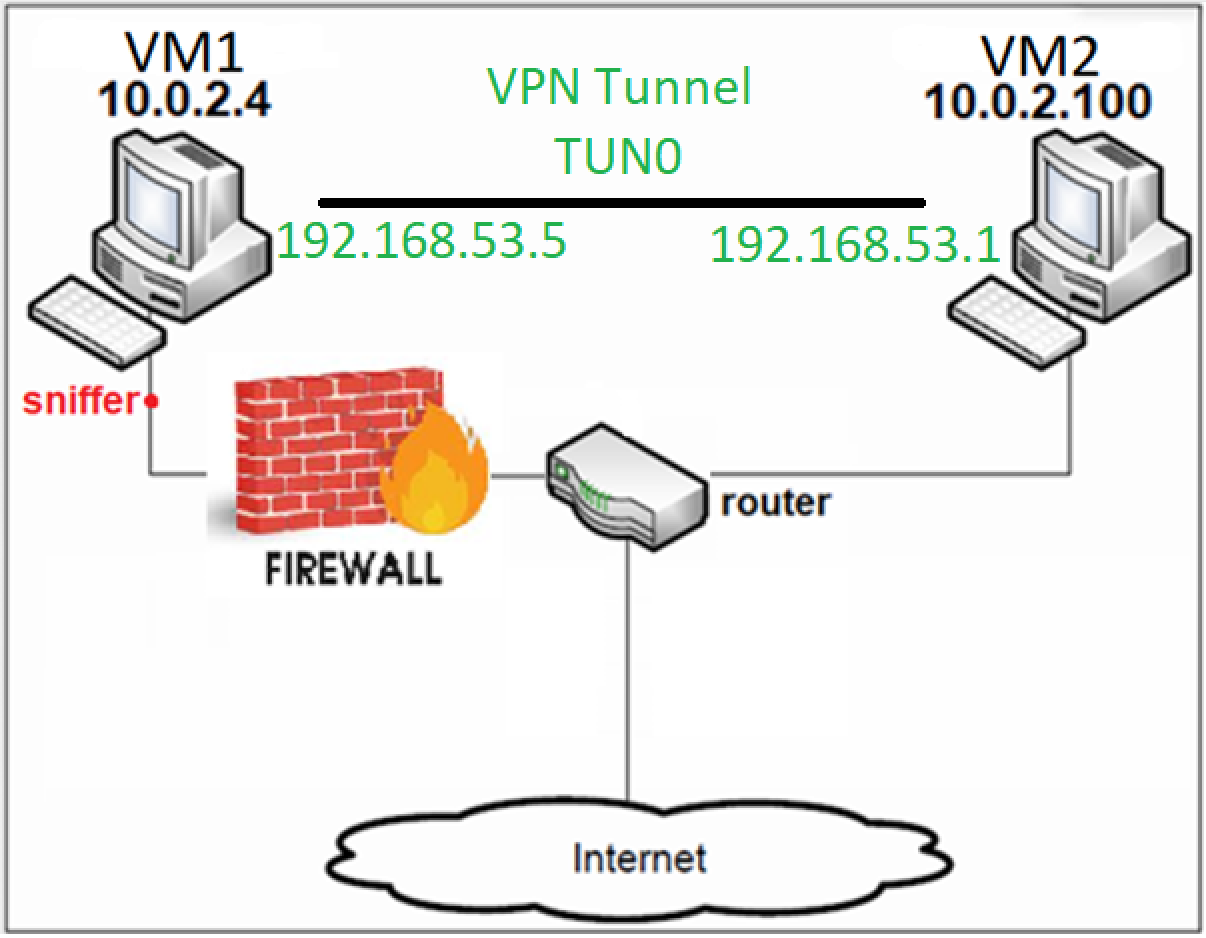 VM1
10.0.2.4
VPN Tunnel
TUN0
VM2
10.0.2.100
192.168.53.5
192.168.53.1
sniffer
FIREWALL
router
Internet